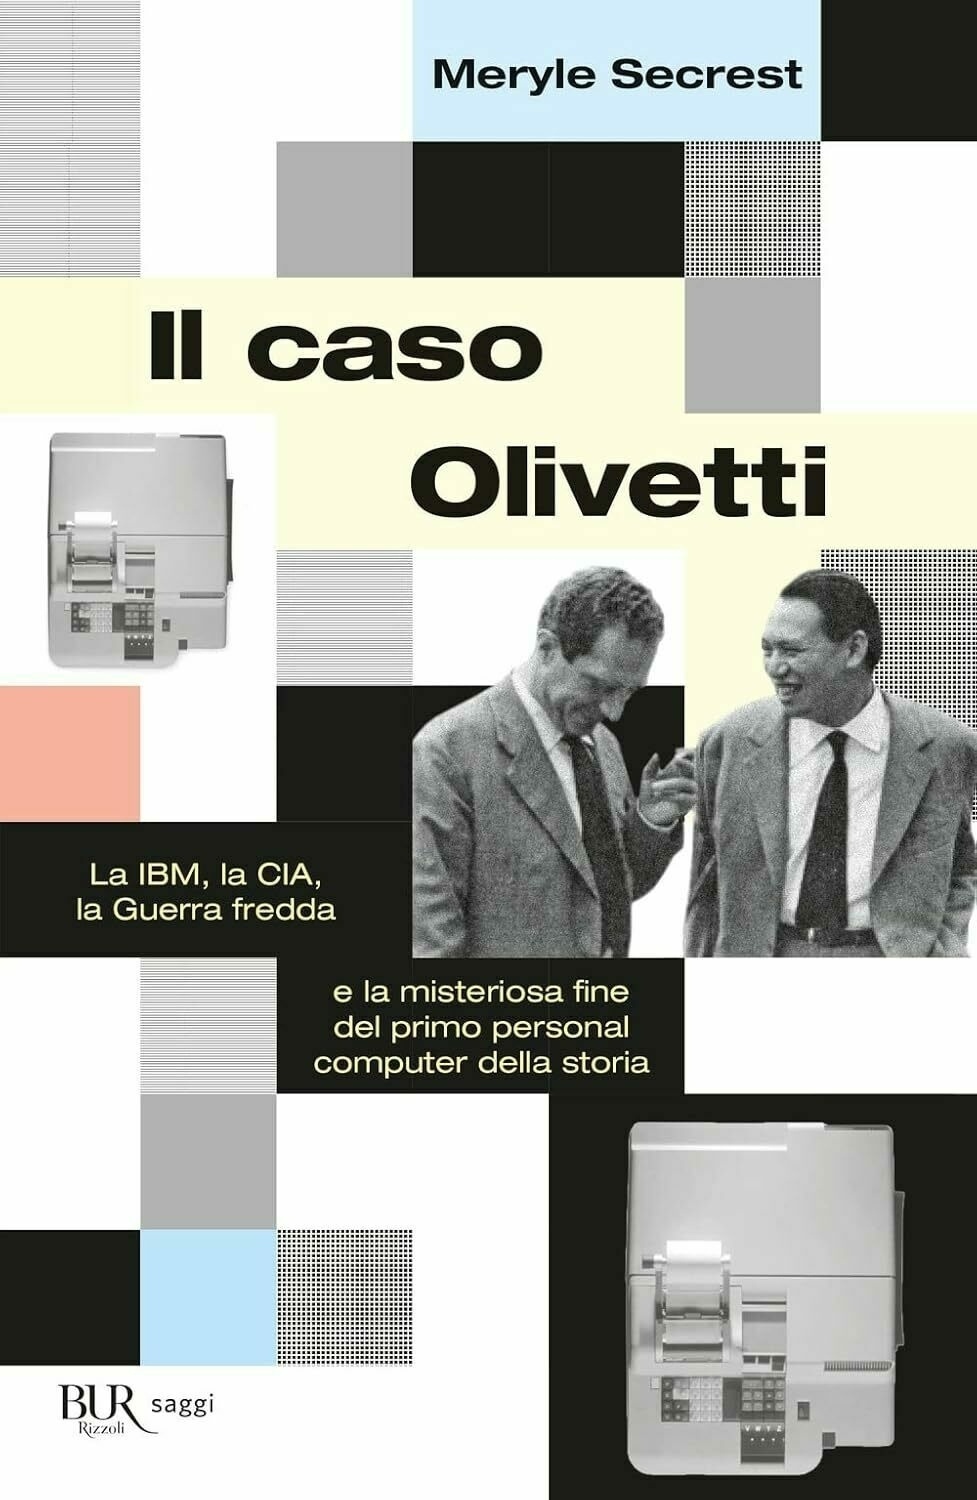 Meryle Secrest
Il caso
Olivetti
La IBM, la CIA,
la Guerra fredda
e la misteriosa fine
del primo personal
computer della storia
BUR saggi
Rizzoli